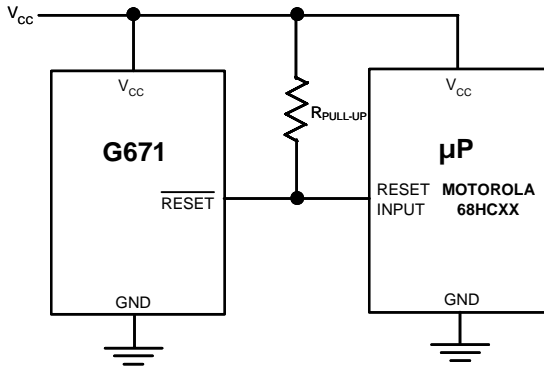 VCC
VCC
G671
RESET
GND
RPULL-UP
VCC
µP
RESET MOTOROLA
INPUT 68HCXX
GND